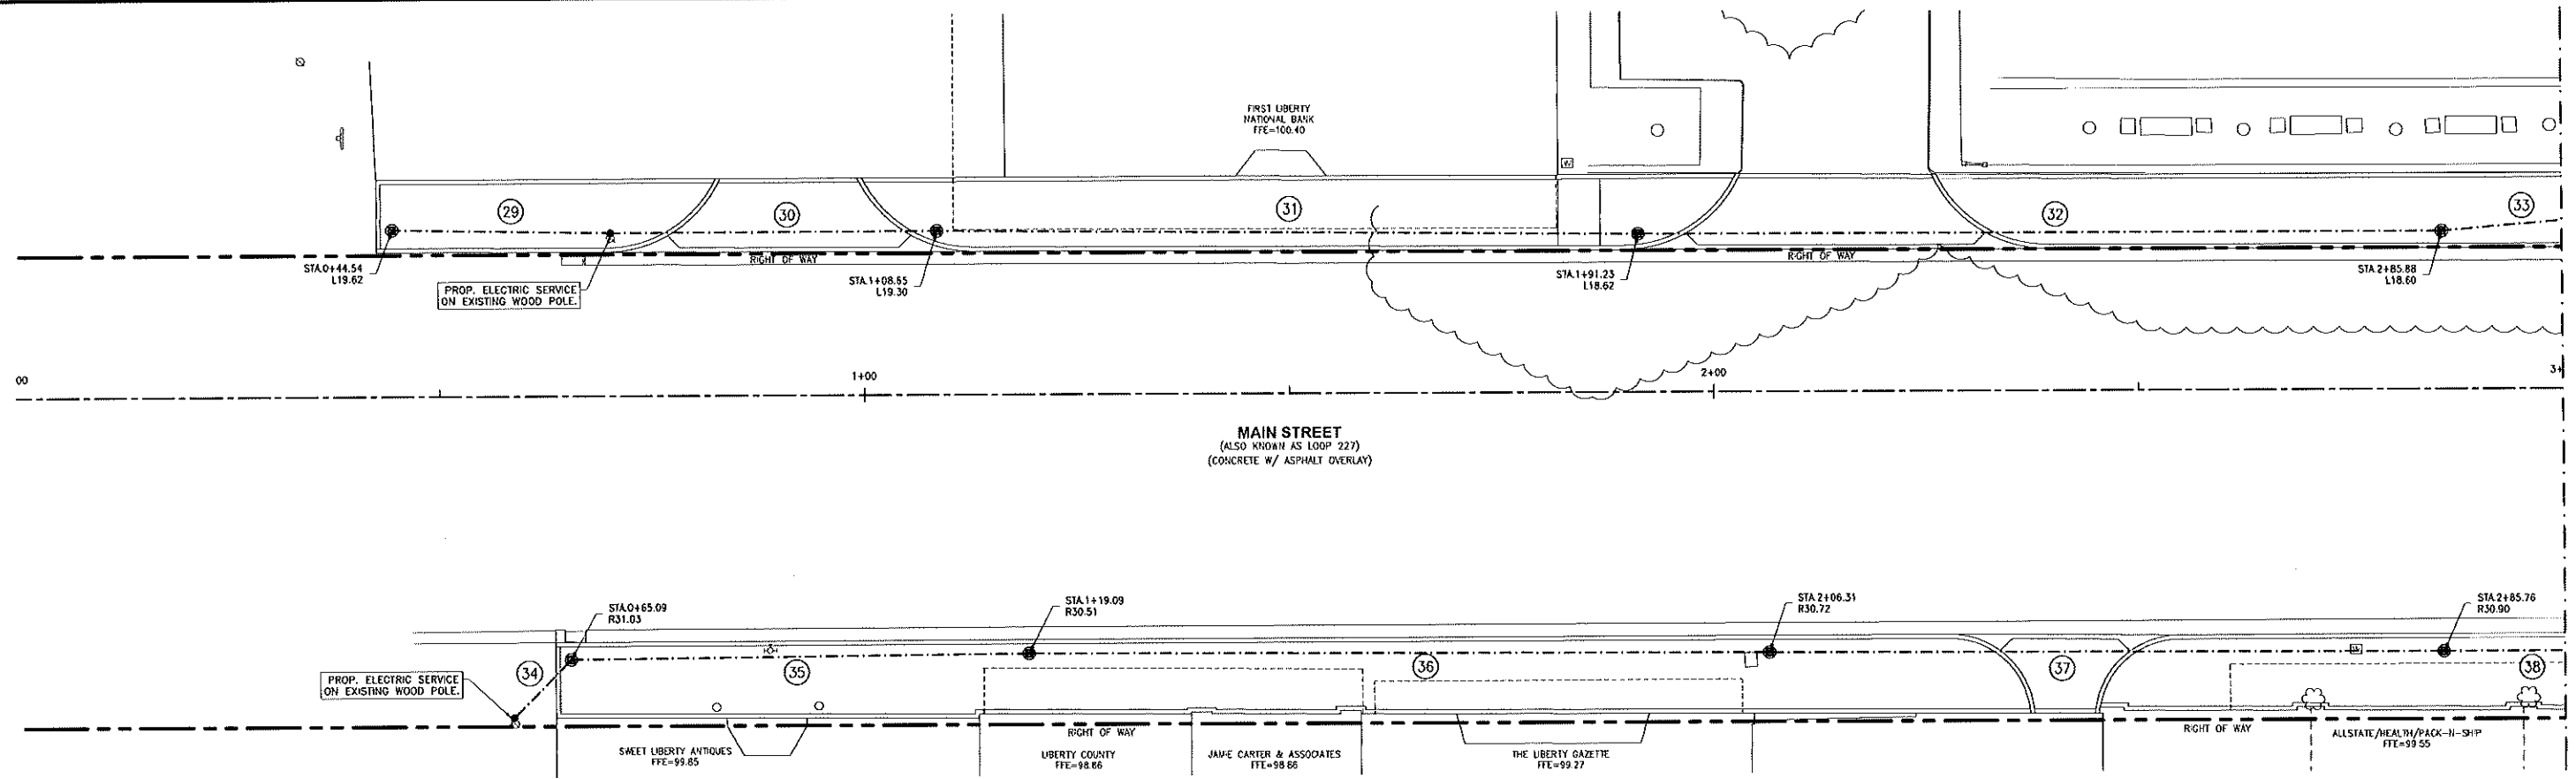 FIRST LIBERTY
NATIONAL BANK
FFE=100.40
29
30
31
32
33
STA.0+44.54
L19.62
PROP. ELECTRIC SERVICE
ON EXISTING WOOD POLE.
RIGHT OF WAY
STA.1+08.55
L19.30
STA.1+91.23
L18.62
RIGHT OF WAY
STA.2+85.88
L18.60
00
1+00
2+00
3+
MAIN STREET
(ALSO KNOWN AS LOOP 227)
(CONCRETE W/ ASPHALT OVERLAY)
STA.0+65.09
R31.03
STA.1+19.09
R30.51
STA.2+06.31
R30.72
STA.2+85.76
R30.90
34
35
36
37
38
PROP. ELECTRIC SERVICE
ON EXISTING WOOD POLE.
RIGHT OF WAY
RIGHT OF WAY
SWEET LIBERTY ANTIQUES
FFE=99.85
LIBERTY COUNTY
FFE=98.86
JAMIE CARTER & ASSOCIATES
FFE=98.86
THE LIBERTY GAZETTE
FFE=99.27
ALLSTATE/HEALTH/PACK-N-SHIP
FFE=99.55